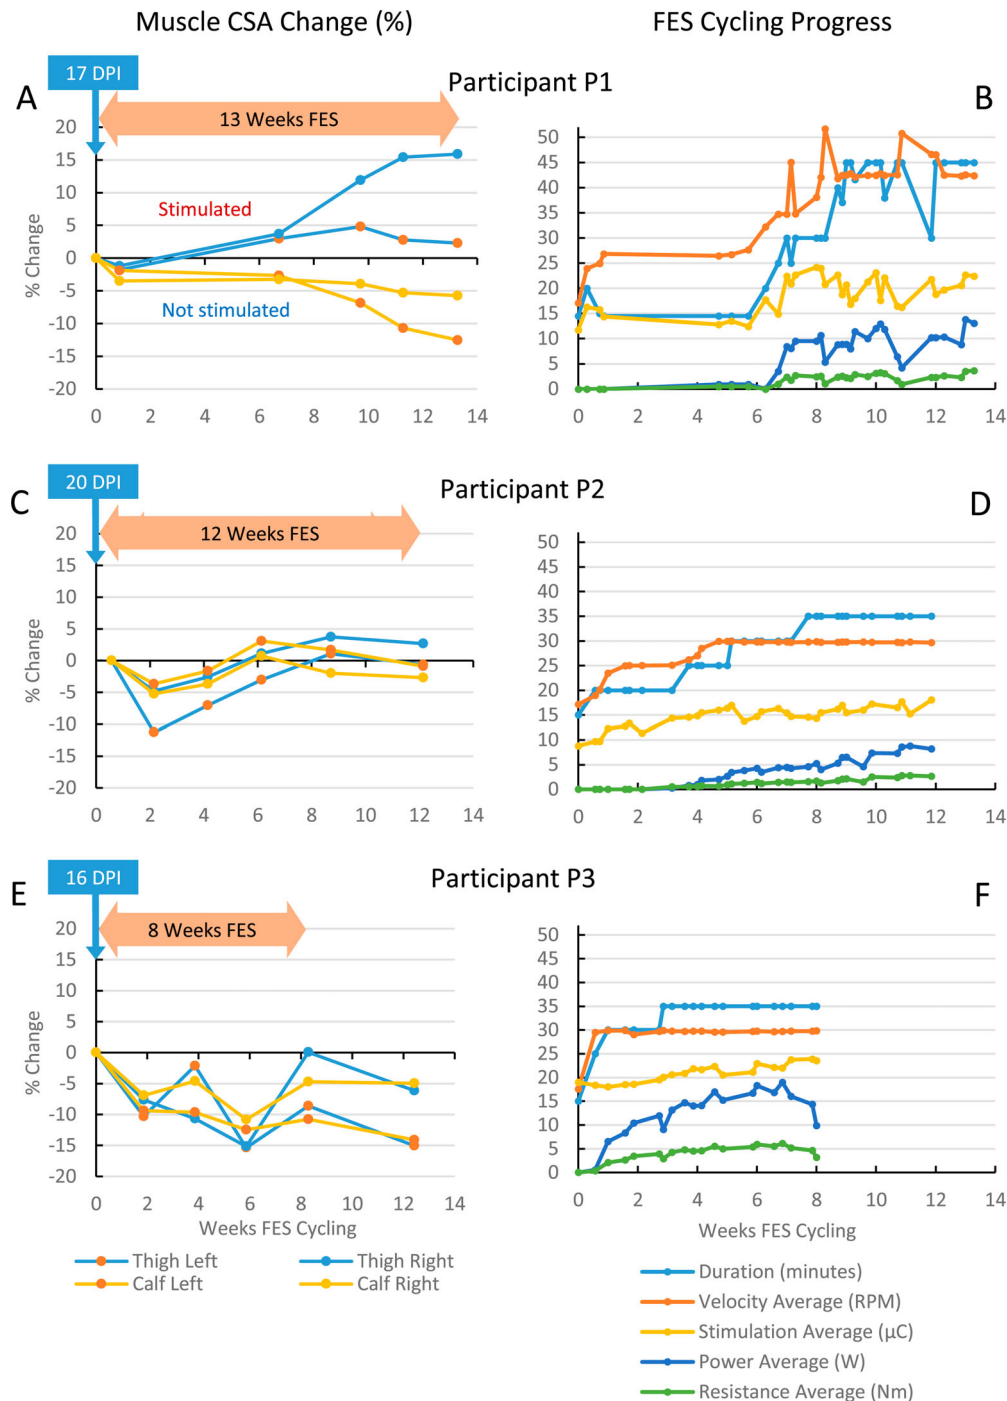 Muscle CSA Change (%)
FES Cycling Progress
17 DPI
Participant P1
A
B
13 Weeks FES
% Change
20
15
10
5
0
-5
-10
-15
-20
Stimulated
Not stimulated
0 2 4 6 8 10 12 14
50
45
40
35
30
25
20
15
10
5
0
0 2 4 6 8 10 12 14
20 DPI
Participant P2
C
D
12 Weeks FES
% Change
20
15
10
5
0
-5
-10
-15
-20
0 2 4 6 8 10 12 14
50
45
40
35
30
25
20
15
10
5
0
0 2 4 6 8 10 12 14
16 DPI
Participant P3
E
F
8 Weeks FES
% Change
20
15
10
5
0
-5
-10
-15
-20
0 2 4 6 8 10 12 14
Weeks FES Cycling
50
45
40
35
30
25
20
15
10
5
0
0 2 4 6 8 10 12 14
Weeks FES Cycling
Thigh Left
Thigh Right
Calf Left
Calf Right
Duration (minutes)
Velocity Average (RPM)
Stimulation Average (µC)
Power Average (W)
Resistance Average (Nm)